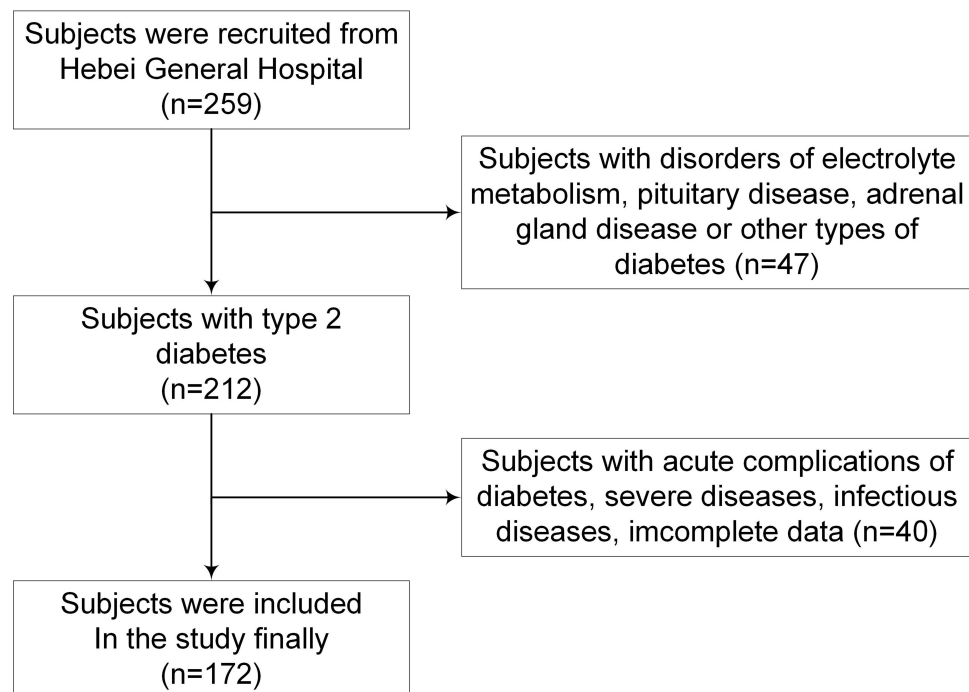 Subjects were recruited from
Hebei General Hospital
(n=259)
Subjects with disorders of electrolyte
metabolism, pituitary disease, adrenal
gland disease or other types of
diabetes (n=47)
Subjects with type 2
diabetes
(n=212)
Subjects with acute complications of
diabetes, severe diseases, infectious
diseases, imcomplete data (n=40)
Subjects were included
In the study finally
(n=172)